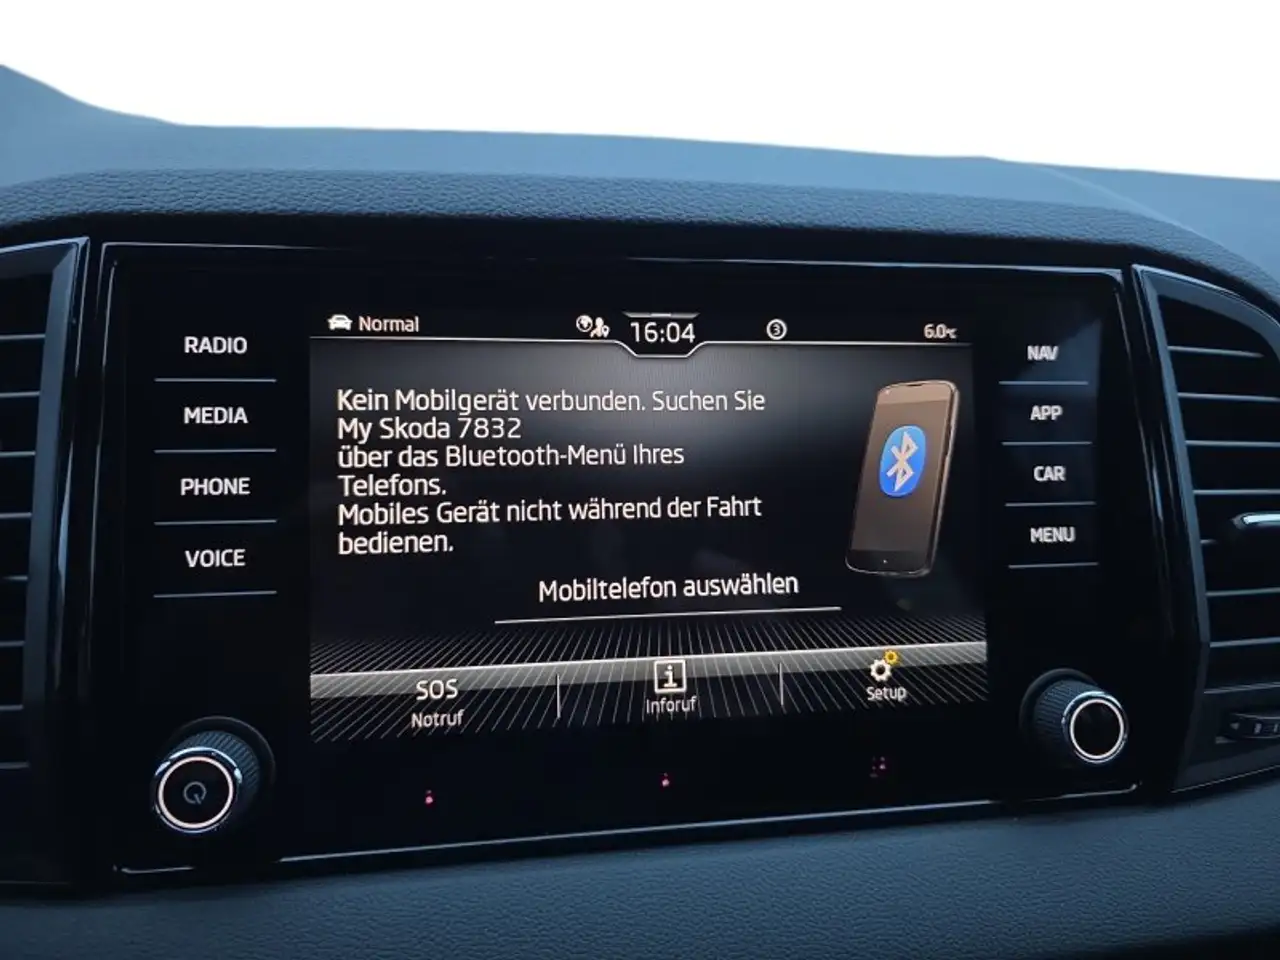 Normal
16:04
3
6.0°C
RADIO
MEDIA
PHONE
VOICE
Kein Mobilgerät verbunden. Suchen Sie
My Skoda 7832
über das Bluetooth-Menü Ihres
Telefons.
Mobiles Gerät nicht während der Fahrt
bedienen.
Mobiltelefon auswählen
SOS
Notruf
i
Inforuf
Setup
NAV
APP
CAR
MENU